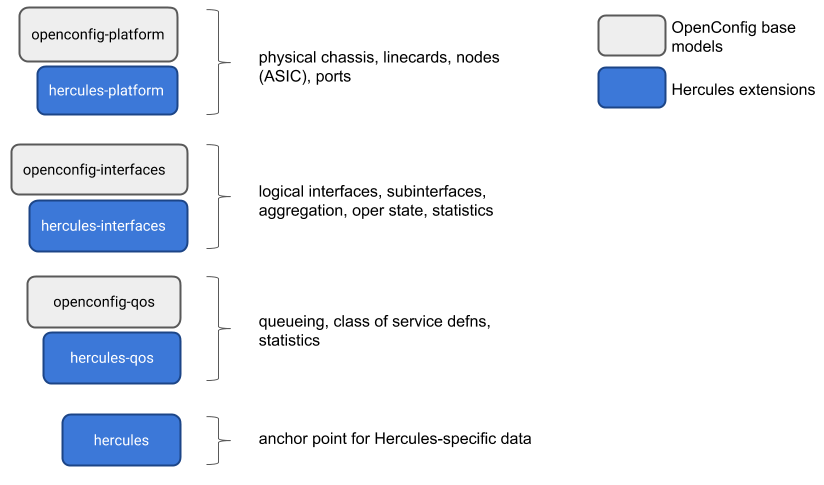 openconfig-platform
hercules-platform
physical chassis, linecards, nodes
(ASIC), ports
OpenConfig base
models
Hercules extensions
openconfig-interfaces
hercules-interfaces
logical interfaces, subinterfaces,
aggregation, oper state, statistics
openconfig-qos
hercules-qos
queueing, class of service defns,
statistics
hercules
anchor point for Hercules-specific data